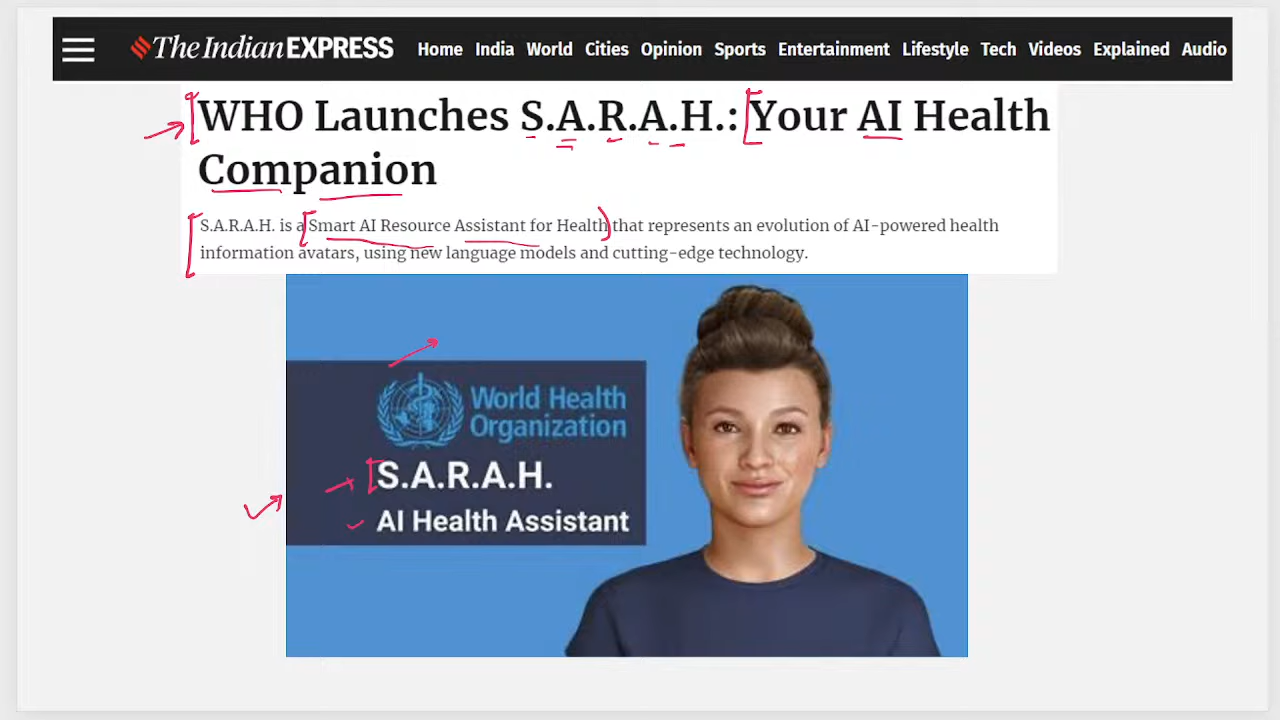 The Indian EXPRESS Home India World Cities Opinion Sports Entertainment Lifestyle Tech Videos Explained Audio
WHO Launches S.A.R.A.H.: Your AI Health
Companion
S.A.R.A.H. is a Smart AI Resource Assistant for Health that represents an evolution of AI-powered health
information avatars, using new language models and cutting-edge technology.
World Health
Organization
S.A.R.A.H.
AI Health Assistant